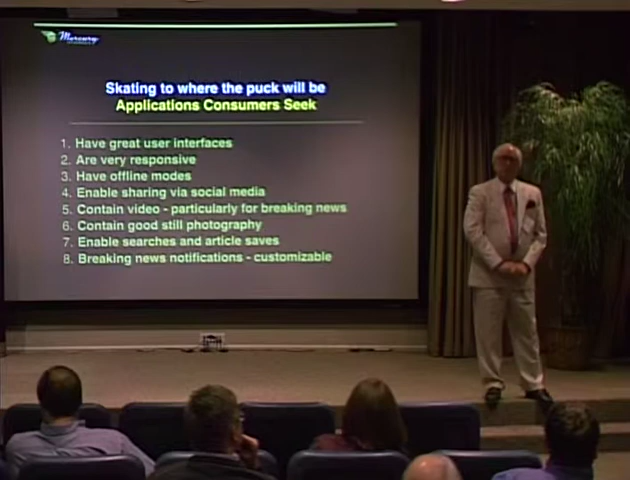 Mercury
Skating to where the puck will be
Applications Consumers Seek
1. Have great user interfaces
2. Are very responsive
3. Have offline modes
4. Enable sharing via social media
5. Contain video - particularly for breaking news
6. Contain good still photography
7. Enable searches and article saves
8. Breaking news notifications - customizable